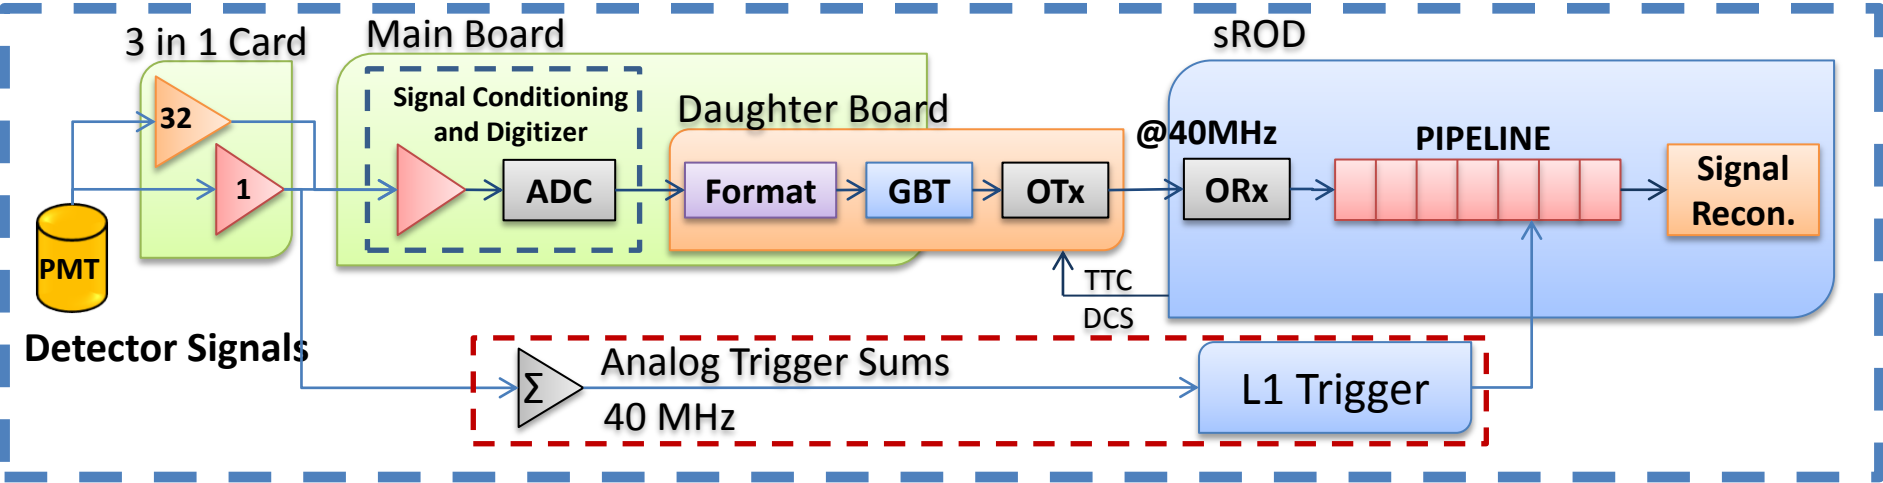 3 in 1 Card
Main Board
sROD
32
1
PMT
Detector Signals
Signal Conditioning
and Digitizer
ADC
Daughter Board
Format
GBT
OTx
@40MHz
ORx
PIPELINE
Signal
Recon.
TTC
DCS
Σ
Analog Trigger Sums
40 MHz
L1 Trigger